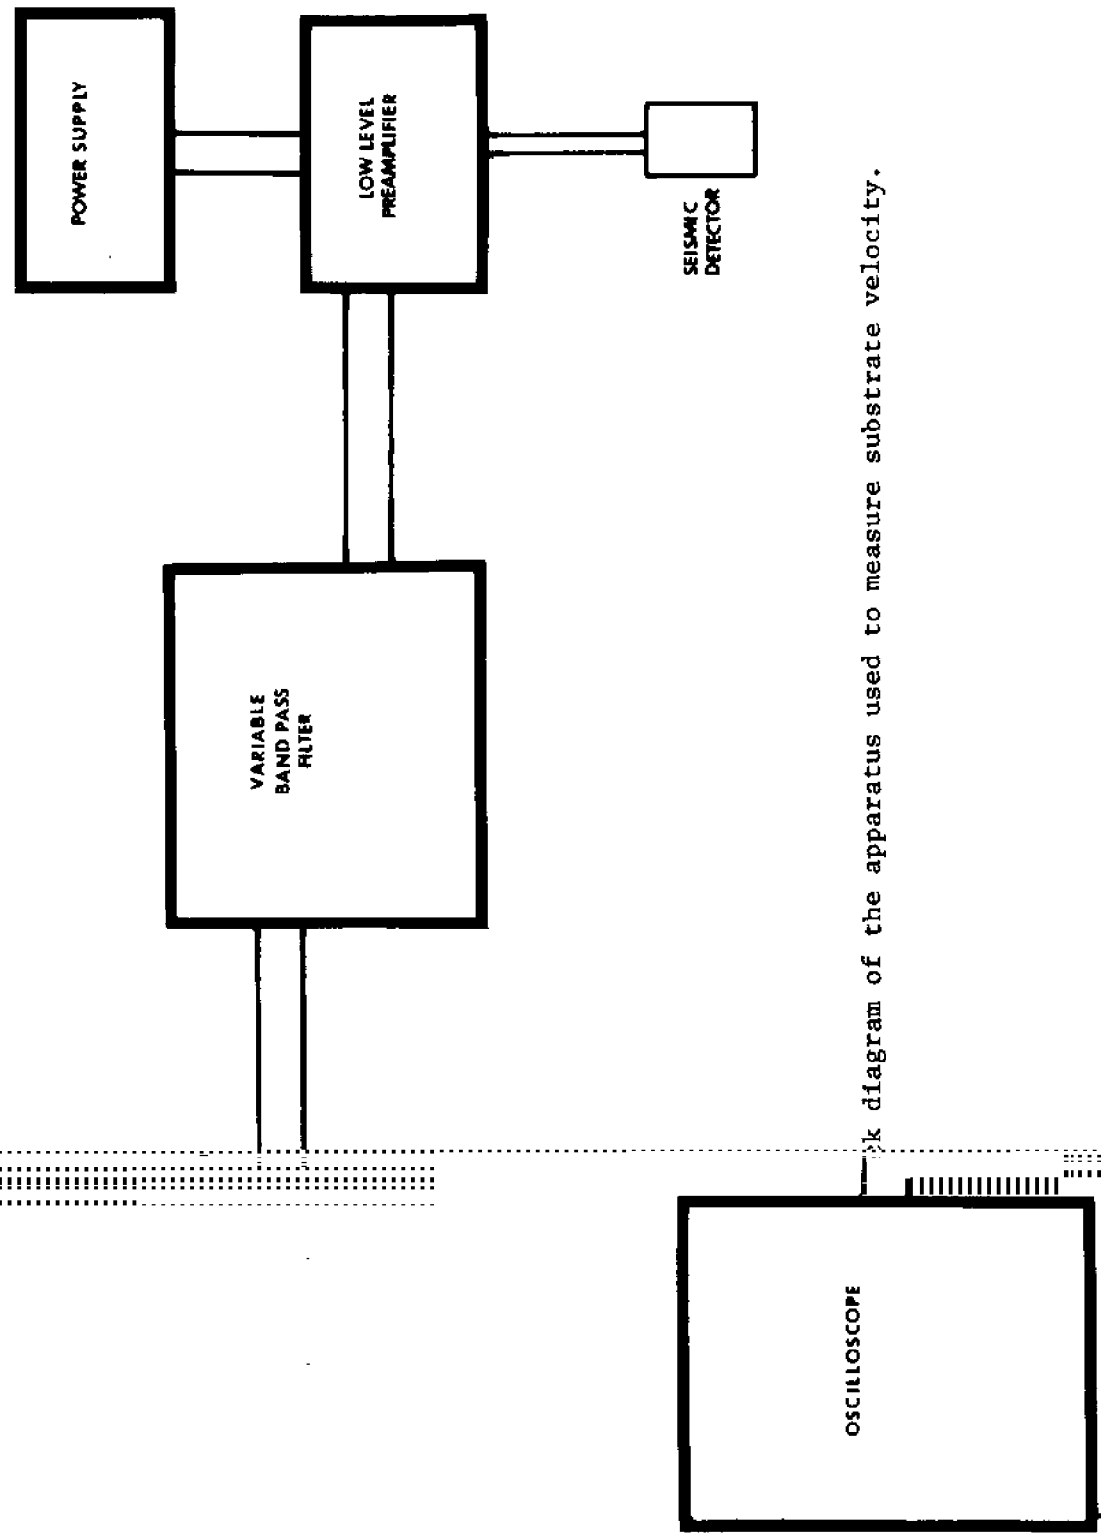 POWER SUPPLY
LOW LEVEL
PREAMPLIFIER
SEISMIC
DETECTOR
VARIABLE
BAND PASS
FILTER
OSCILLOSCOPE
k diagram of the apparatus used to measure substrate velocity.